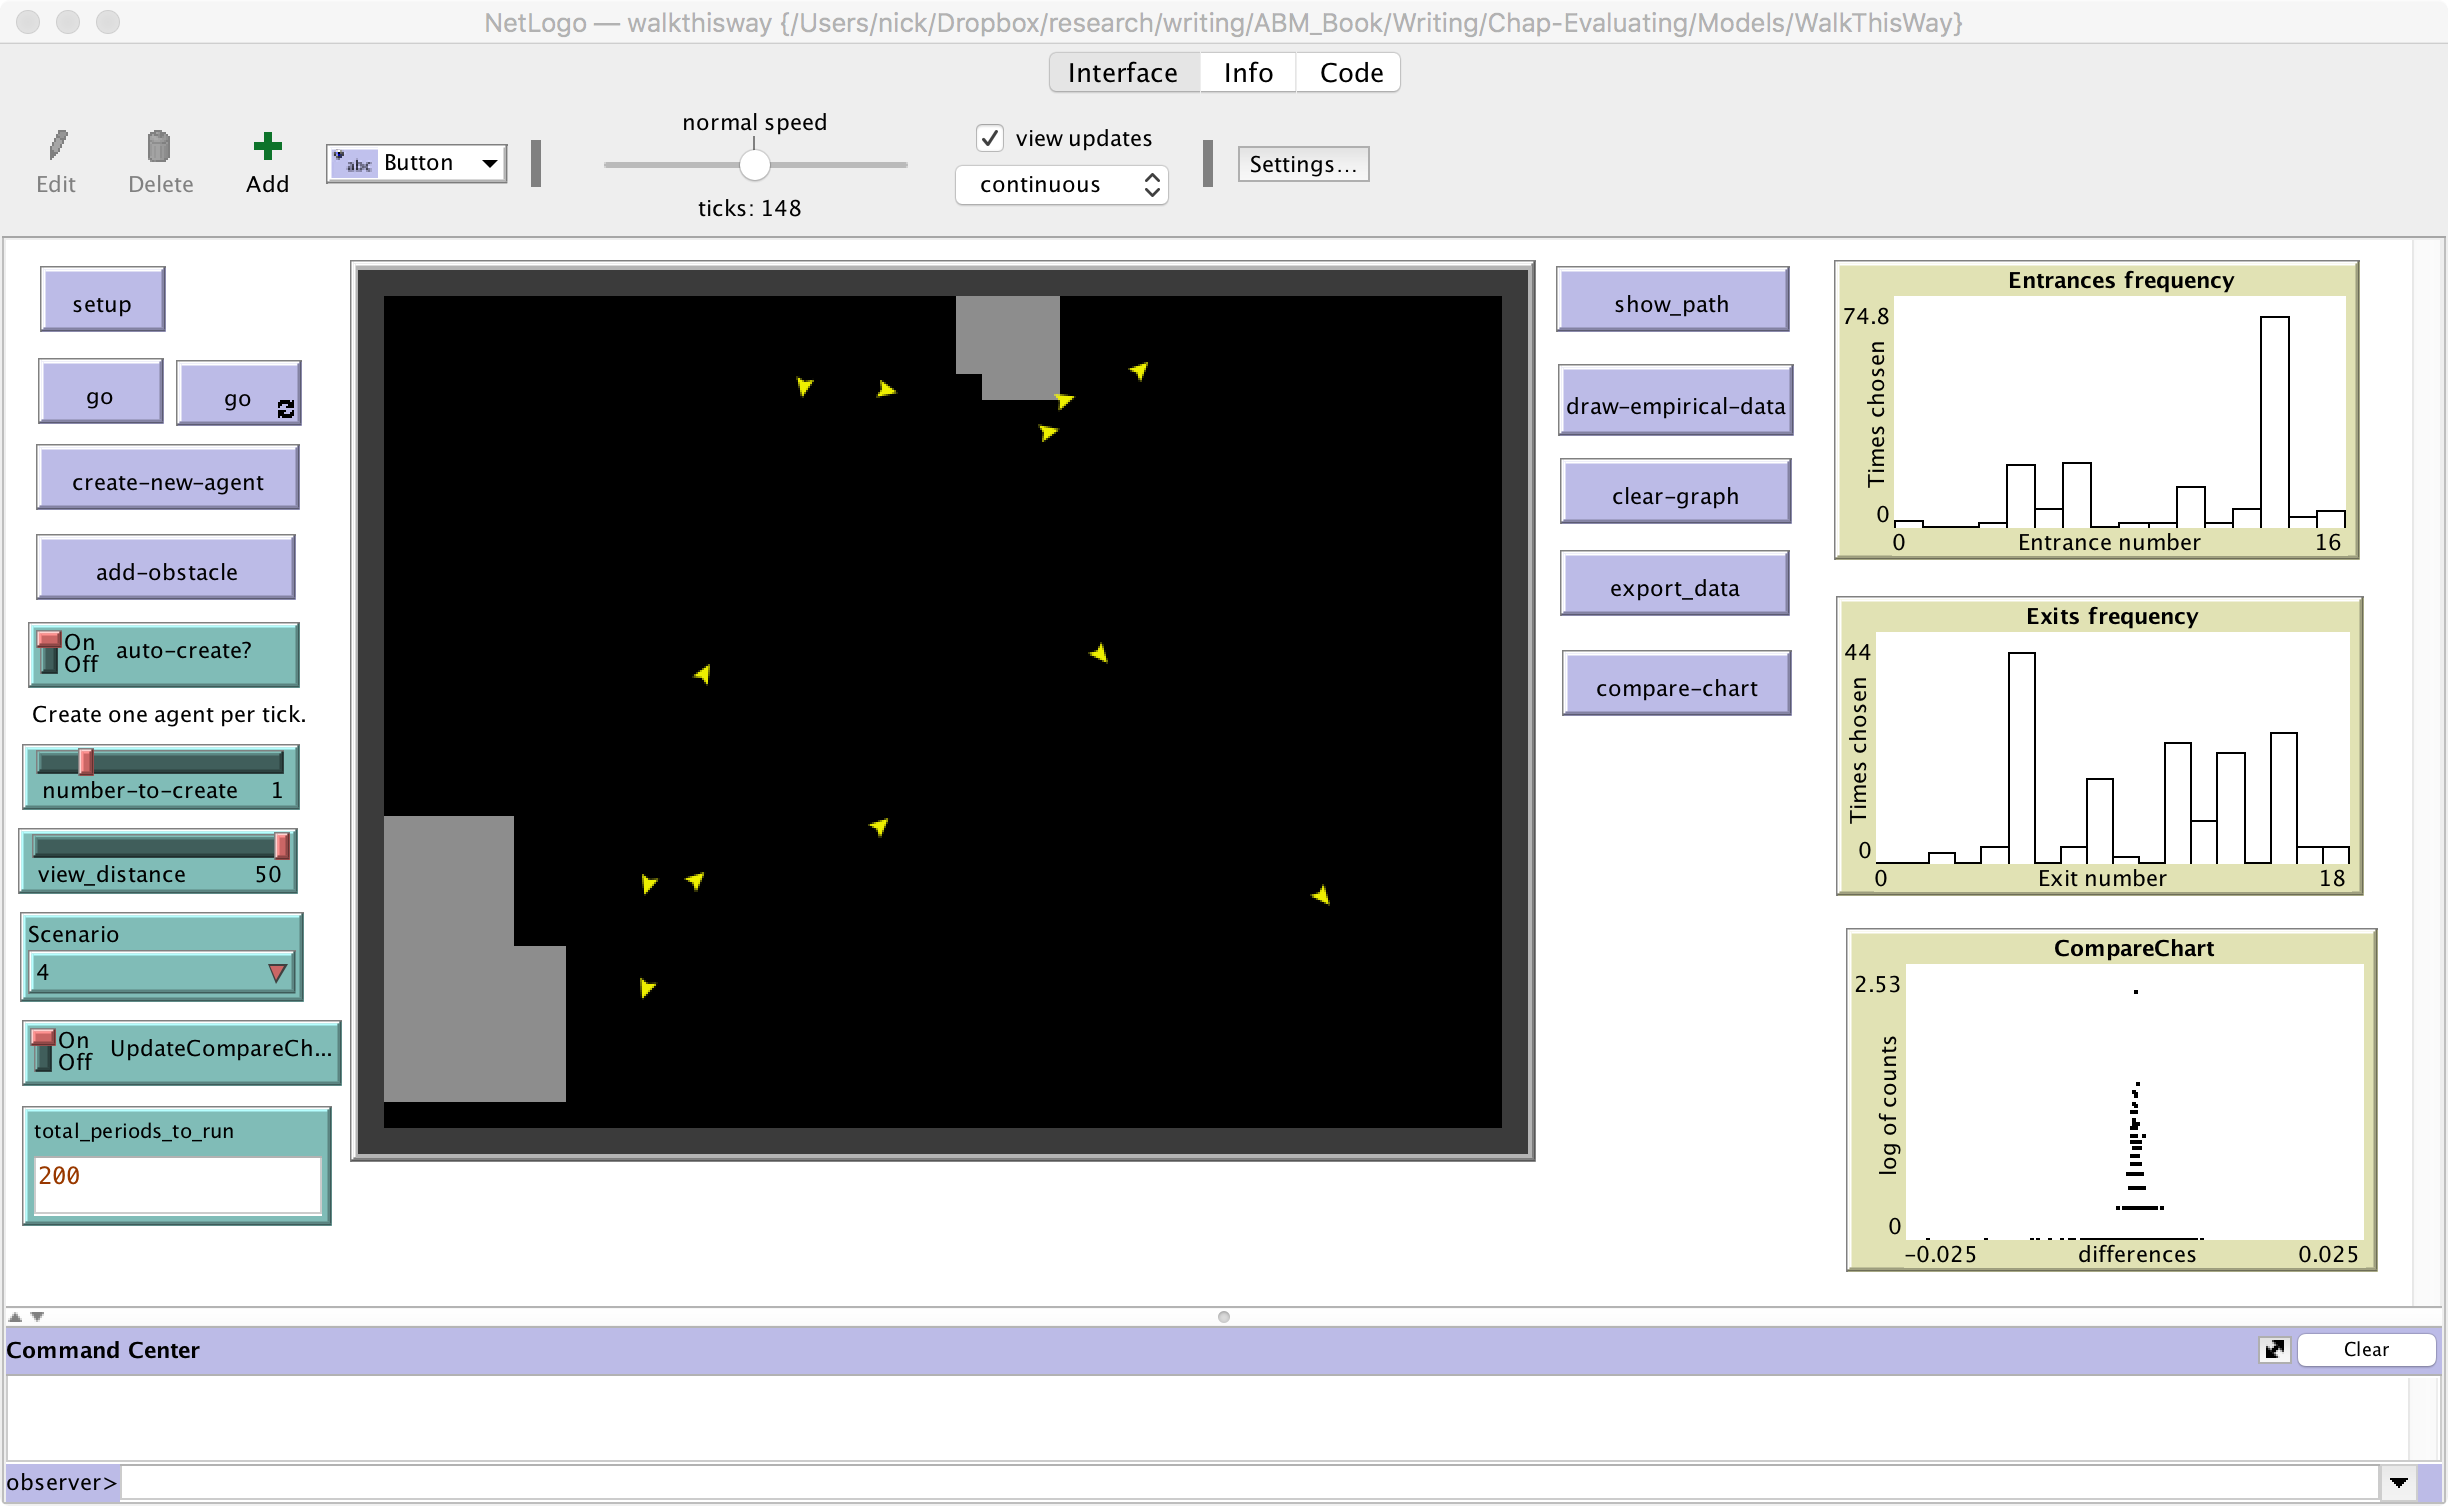 NetLogo — walkthisway {/Users/nick/Dropbox/research/writing/ABM_Book/Writing/Chap-Evaluating/Models/WalkThisWay}
Interface Info Code
Edit Delete Add abc Button normal speed ticks: 148 view updates continuous Settings...
setup
go go
create-new-agent
add-obstacle
On Off auto-create?
Create one agent per tick.
number-to-create 1
view_distance 50
Scenario
4
On Off UpdateCompareCh...
total_periods_to_run
200
show_path
draw-empirical-data
clear-graph
export_data
compare-chart
Entrances frequency
74.8
Times chosen
0
0 Entrance number 16
Exits frequency
44
Times chosen
0
0 Exit number 18
CompareChart
2.53
log of counts
0
-0.025 differences 0.025
Command Center Clear
observer>